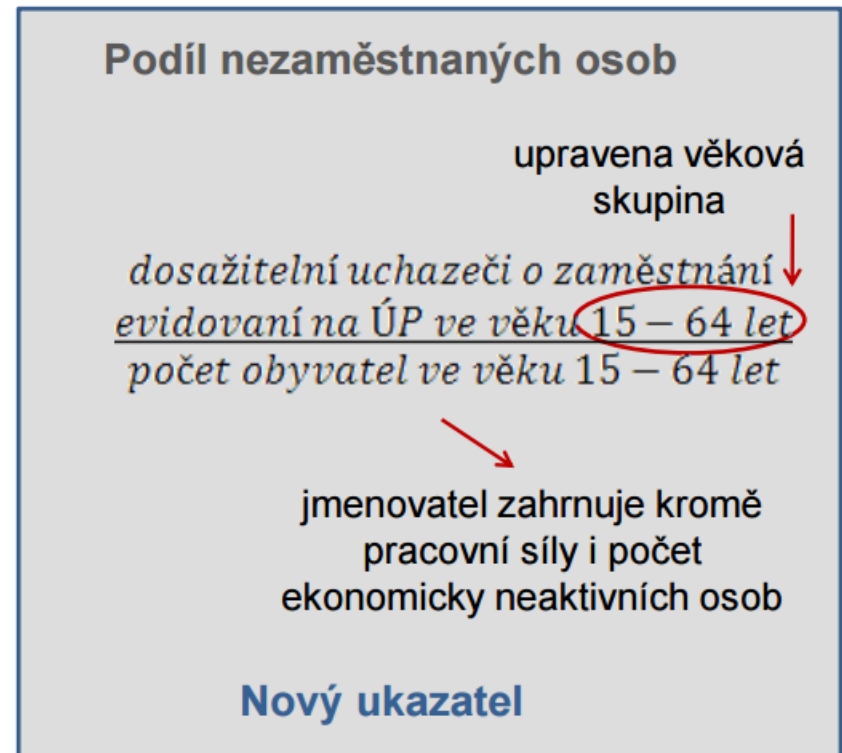 Podíl nezaměstnaných osob
upravena věková
skupina
dosažitelní uchazeči o zaměstnání
evidovaní na ÚP ve věku 15 – 64 let
počet obyvatel ve věku 15 – 64 let
jmenovatel zahrnuje kromě
pracovní síly i počet
ekonomicky neaktivních osob
Nový ukazatel